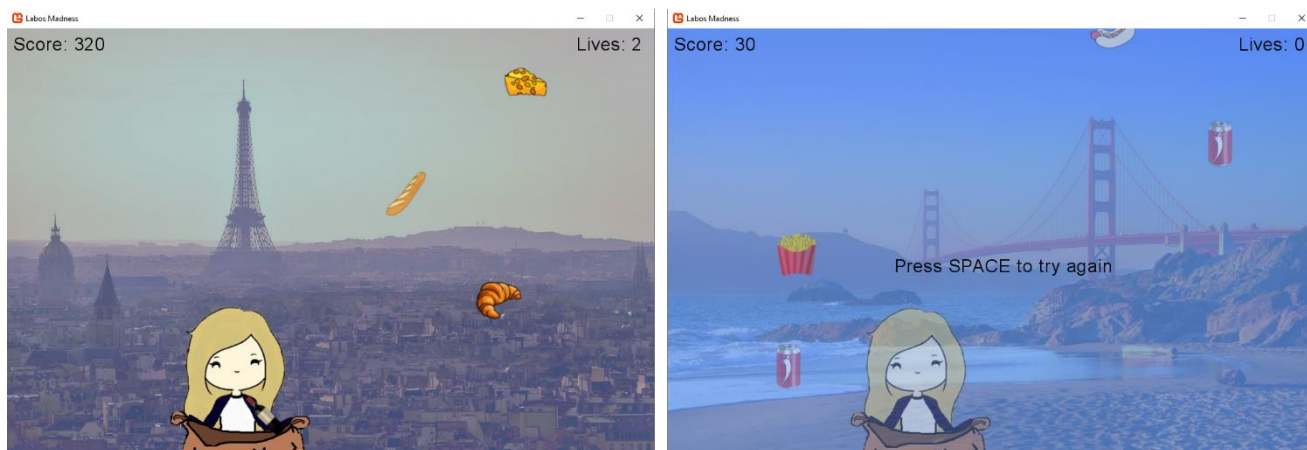 Labos Madness
Score: 320
Lives: 2
Labos Madness
Score: 30
Lives: 0
Press SPACE to try again